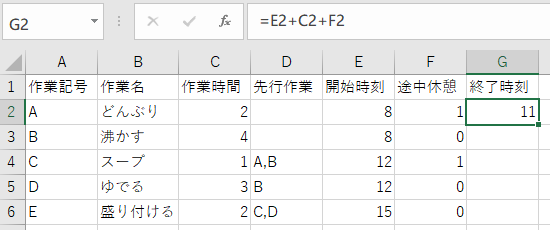 G2 =E2+C2+F2
A B C D E F G
1 作業記号 作業名 作業時間 先行作業 開始時刻 途中休憩 終了時刻
2 A どんぶり 2 8 1 11
3 B 沸かす 4 8 0
4 C スープ 1 A,B 12 1
5 D ゆでる 3 B 12 0
6 E 盛り付ける 2 C,D 15 0